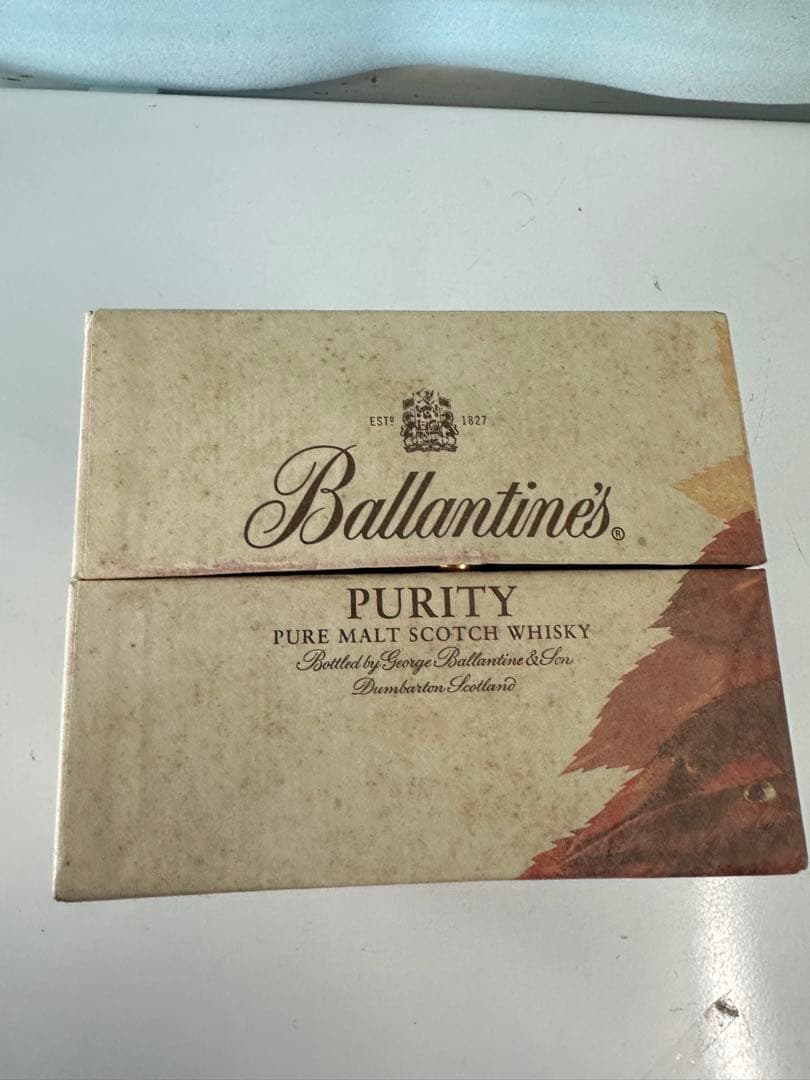 ESTD 1827
Ballantine's®
PURITY
PURE MALT SCOTCH WHISKY
Bottled by George Ballantine & Son
Dumbarton Scotland